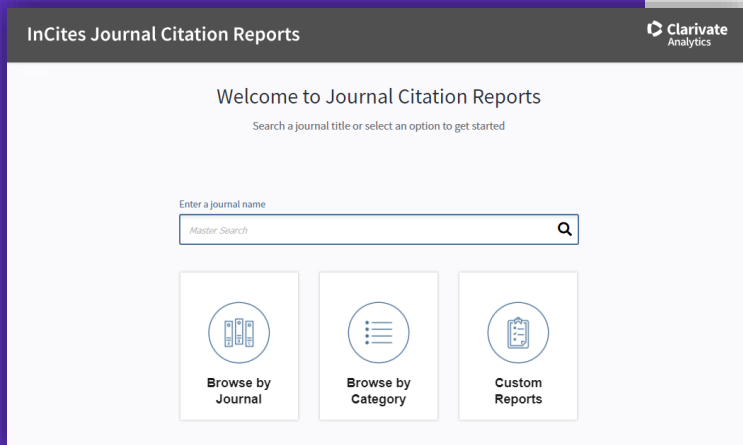 InCites Journal Citation Reports
Clarivate
Analytics
Welcome to Journal Citation Reports
Search a journal title or select an option to get started
Enter a journal name
Master Search
Browse by
Journal
Browse by
Category
Custom
Reports